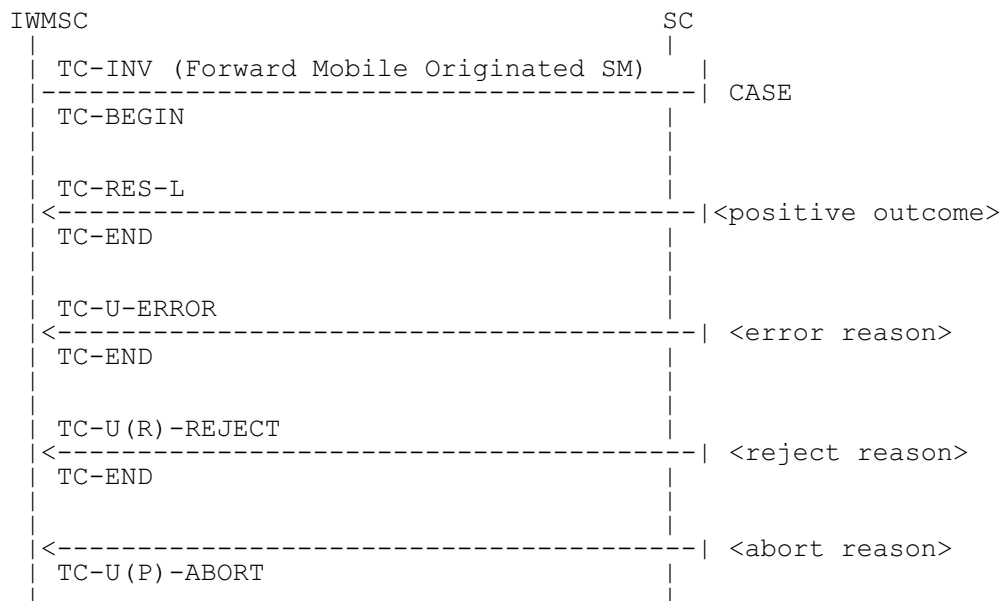 IWMSC SC
TC-INV (Forward Mobile Originated SM)
CASE
TC-BEGIN
TC-RES-L
<positive outcome>
TC-END
TC-U-ERROR
<error reason>
TC-END
TC-U(R)-REJECT
<reject reason>
TC-END
<abort reason>
TC-U(P)-ABORT